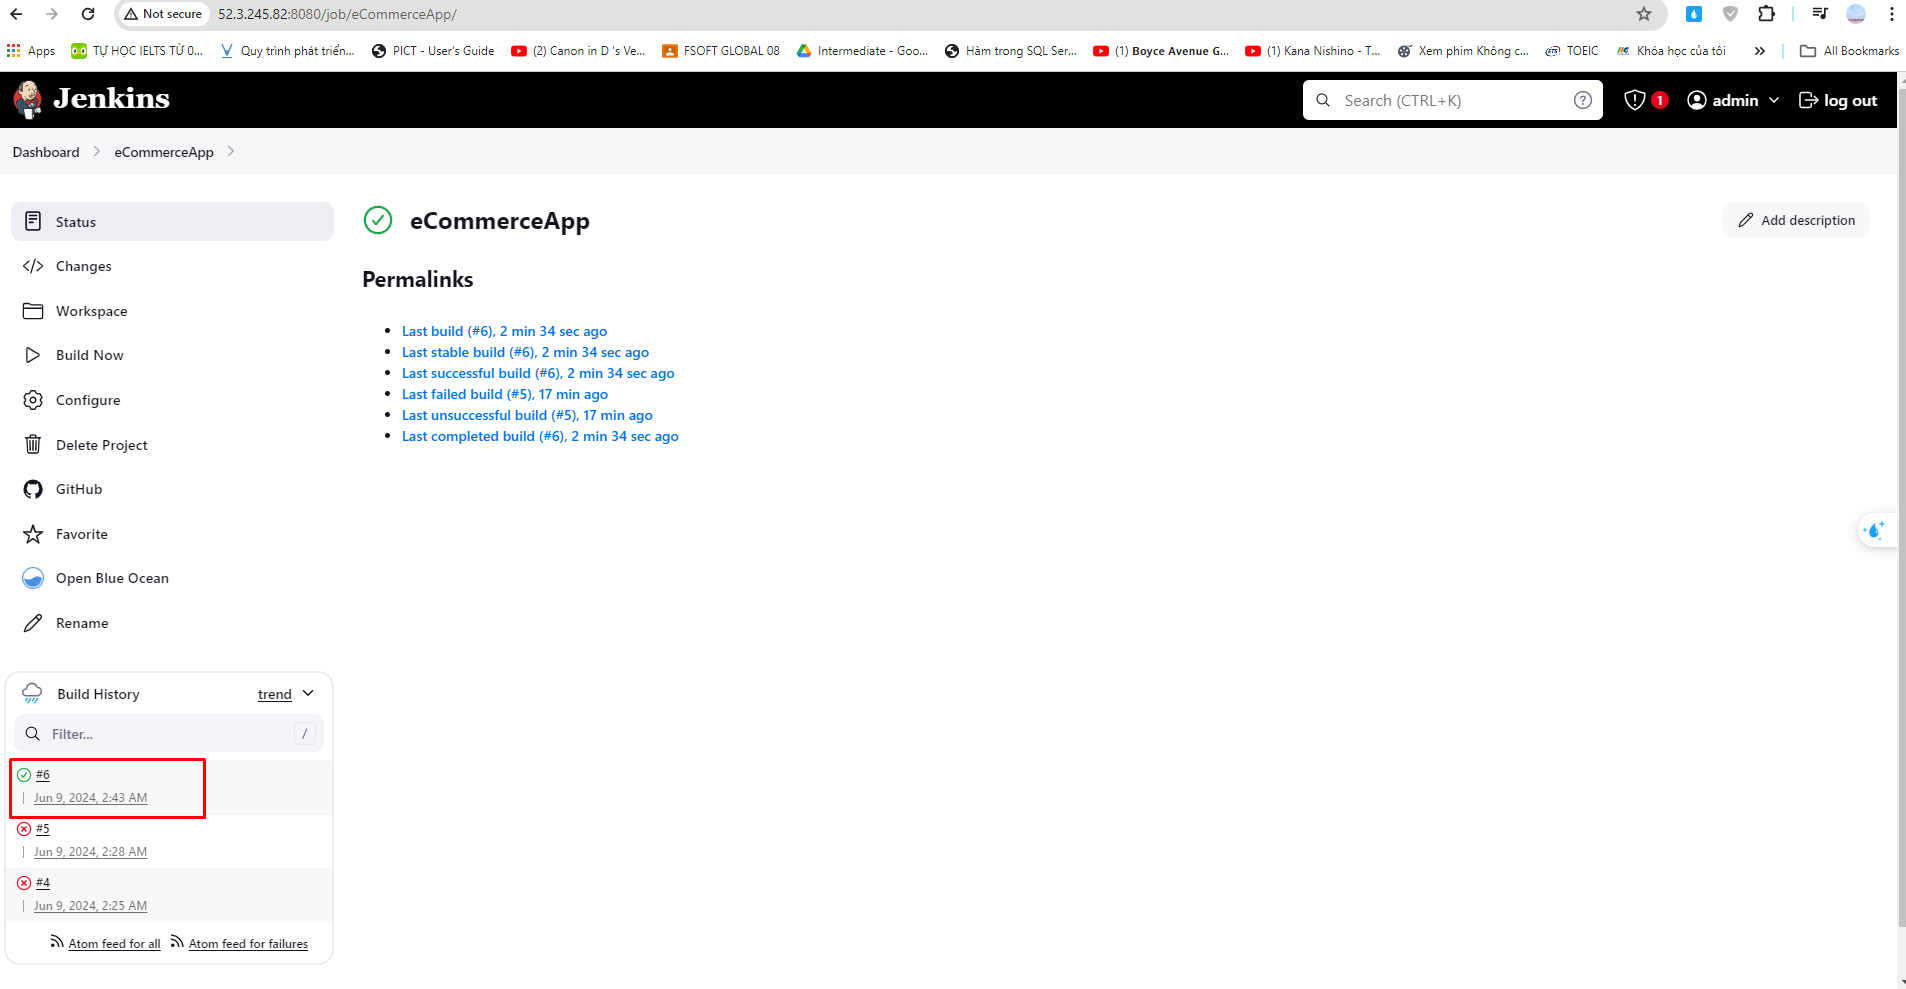 Not secure 52.3.245.82:8080/job/eCommerceApp/
Apps TỰ HỌC IELTS TỪ 0... Quy trình phát triển... PICT - User's Guide (2) Canon in D 's Ve... FSOFT GLOBAL 08 Intermediate - Goo... Hàm trong SQL Ser... (1) Boyce Avenue G... (1) Kana Nishino - T... Xem phim Không c... TOEIC Khóa học của tôi » All Bookmarks
Jenkins Search (CTRL+K) ? 1 admin log out
Dashboard eCommerceApp
Status
Changes
Workspace
Build Now
Configure
Delete Project
GitHub
Favorite
Open Blue Ocean
Rename
Build History trend
Filter... /
#6
Jun 9, 2024, 2:43 AM
#5
Jun 9, 2024, 2:28 AM
#4
Jun 9, 2024, 2:25 AM
Atom feed for all Atom feed for failures
eCommerceApp
Add description
Permalinks
Last build (#6), 2 min 34 sec ago
Last stable build (#6), 2 min 34 sec ago
Last successful build (#6), 2 min 34 sec ago
Last failed build (#5), 17 min ago
Last unsuccessful build (#5), 17 min ago
Last completed build (#6), 2 min 34 sec ago